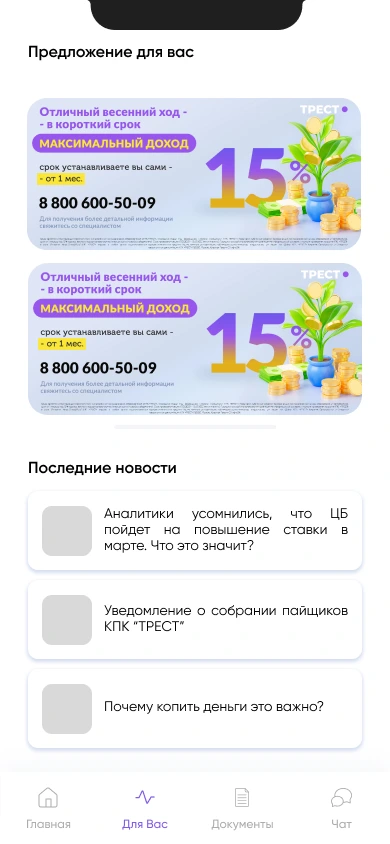 Предложение для вас
Отличный весенний ход -
- в короткий срок
ТРЕСТ
МАКСИМАЛЬНЫЙ ДОХОД
срок устанавливаете вы сами -
- от 1 мес.
15%
8 800 600-50-09
Для получения более детальной информации
свяжитесь со специалистом
Отличный весенний ход -
- в короткий срок
ТРЕСТ
МАКСИМАЛЬНЫЙ ДОХОД
срок устанавливаете вы сами -
- от 1 мес.
15%
8 800 600-50-09
Для получения более детальной информации
свяжитесь со специалистом
Последние новости
Аналитики усомнились, что ЦБ
пойдет на повышение ставки в
марте. Что это значит?
Уведомление о собрании пайщиков
КПК “ТРЕСТ”
Почему копить деньги это важно?
Главная
Для Вас
Документы
Чат